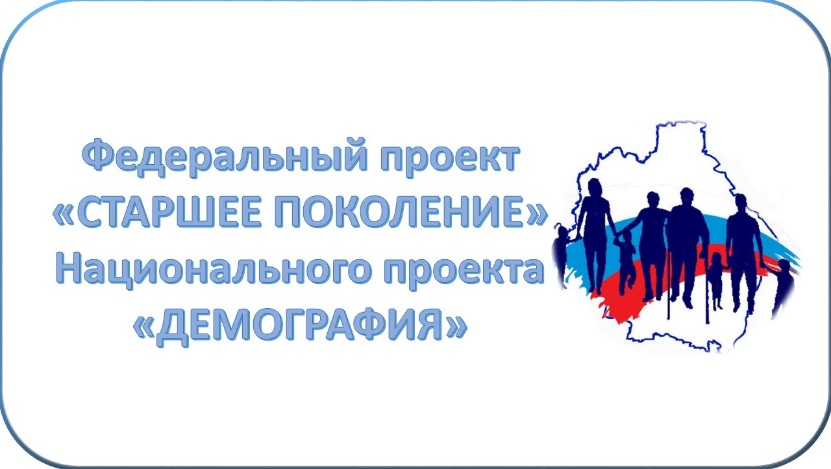 Федеральный проект
«СТАРШЕЕ ПОКОЛЕНИЕ»
Национального проекта
«ДЕМОГРАФИЯ»